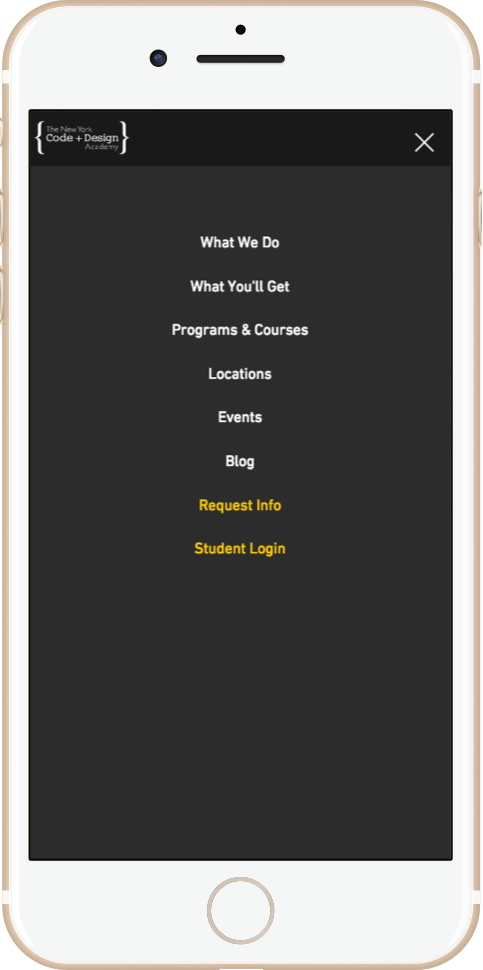 The New York
Code + Design
Academy
What We Do
What You'll Get
Programs & Courses
Locations
Events
Blog
Request Info
Student Login